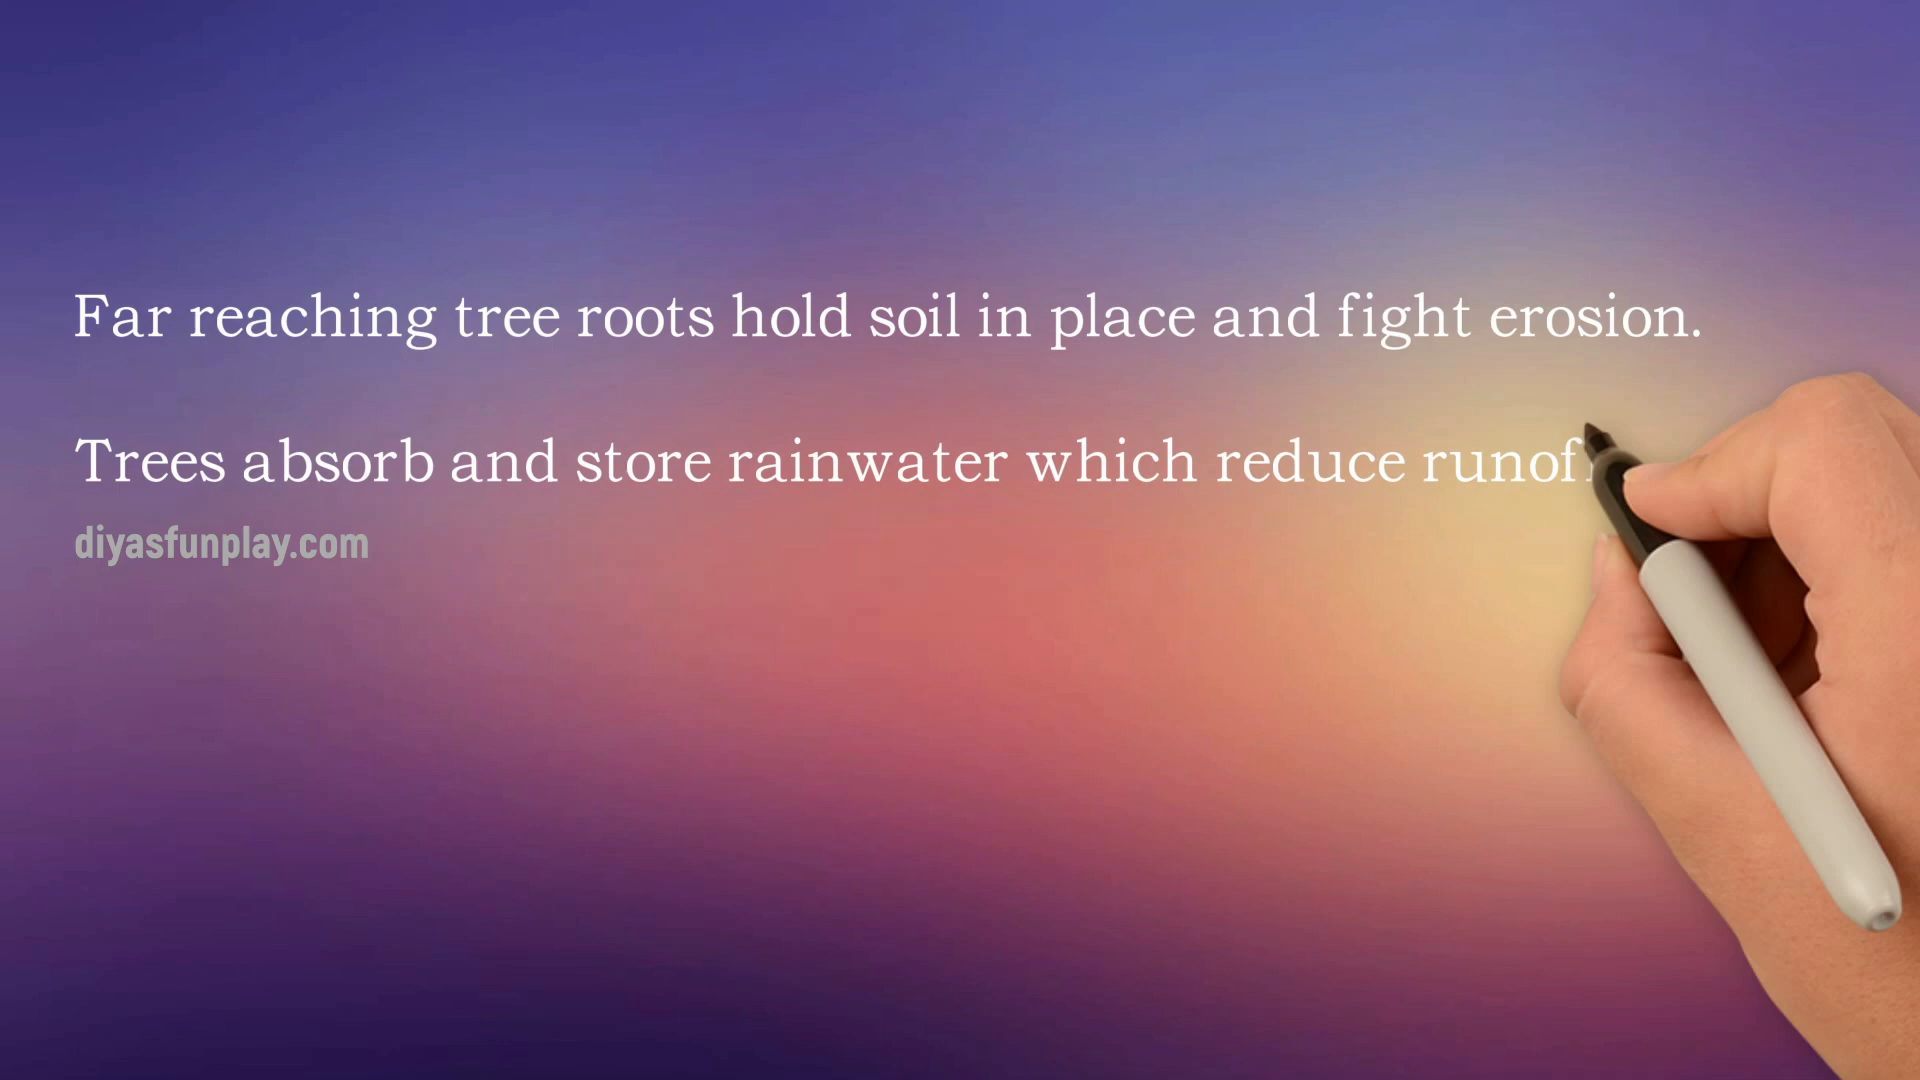 Far reaching tree roots hold soil in place and fight erosion.
Trees absorb and store rainwater which reduce runof
diyasfunplay.com